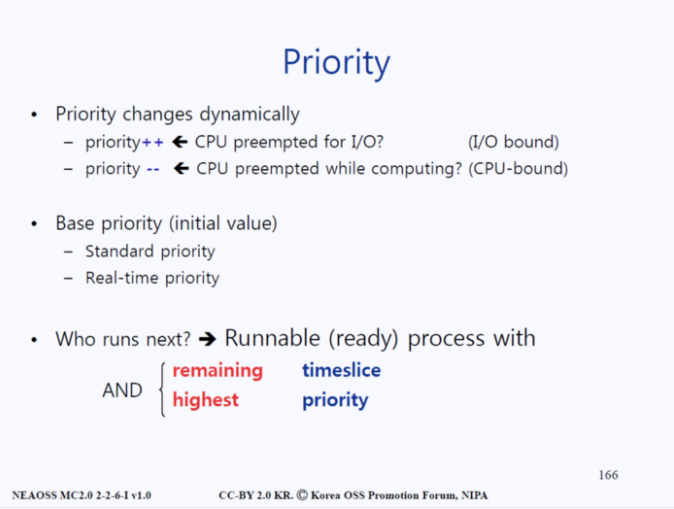 Priority
• Priority changes dynamically
– priority++ 🡸 CPU preempted for I/O? (I/O bound)
– priority -- 🡸 CPU preempted while computing? (CPU-bound)
• Base priority (initial value)
– Standard priority
– Real-time priority
• Who runs next? ➔ Runnable (ready) process with
remaining timeslice
AND
highest priority
166
NEAOSS MC2.0 2-2-6-I v1.0 CC-BY 2.0 KR. Ⓒ Korea OSS Promotion Forum, NIPA